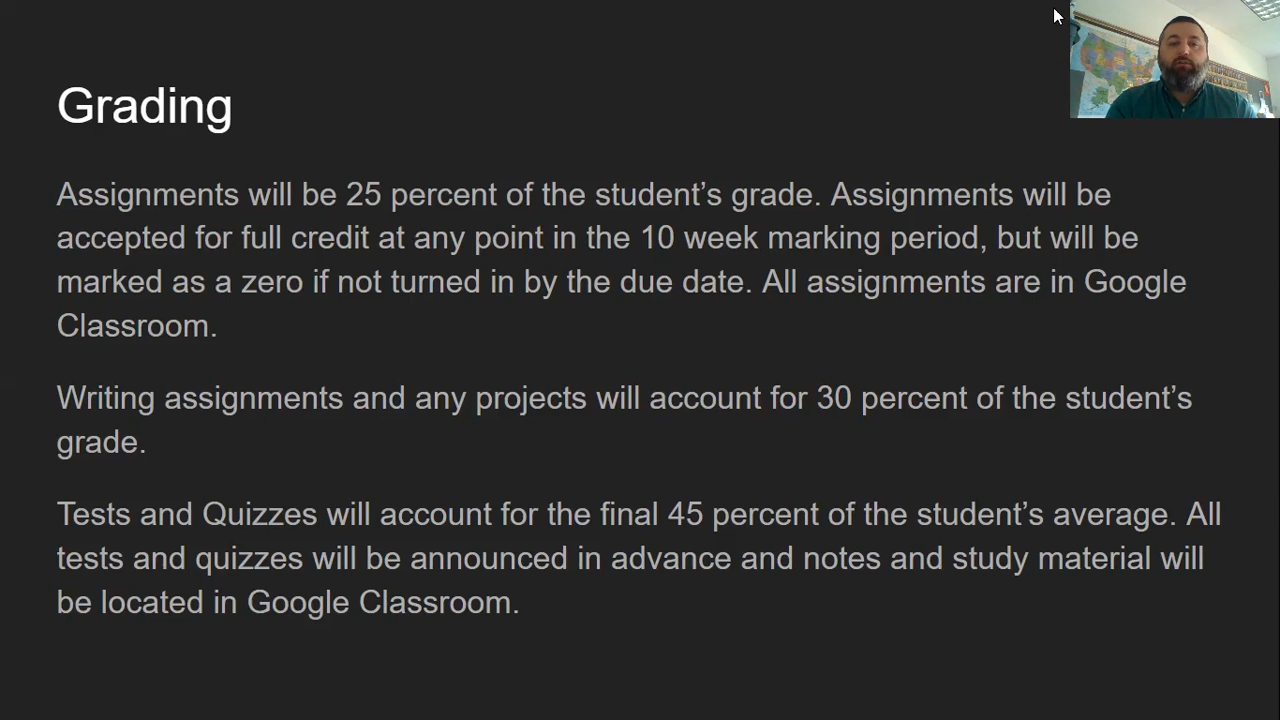 Grading
Assignments will be 25 percent of the student’s grade. Assignments will be
accepted for full credit at any point in the 10 week marking period, but will be
marked as a zero if not turned in by the due date. All assignments are in Google
Classroom.
Writing assignments and any projects will account for 30 percent of the student’s
grade.
Tests and Quizzes will account for the final 45 percent of the student’s average. All
tests and quizzes will be announced in advance and notes and study material will
be located in Google Classroom.